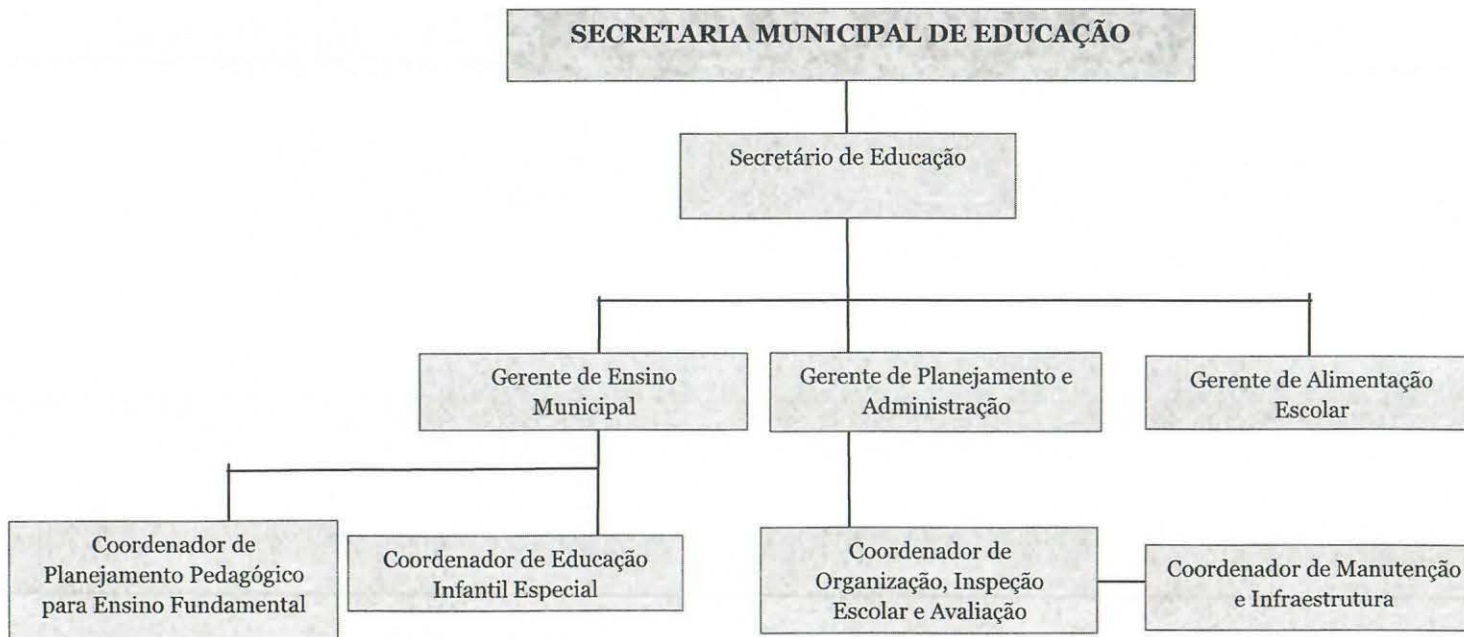 SECRETARIA MUNICIPAL DE EDUCAÇÃO
Secretário de Educação
Gerente de Ensino
Municipal
Gerente de Planejamento e
Administração
Gerente de Alimentação
Escolar
Coordenador de
Planejamento Pedagógico
para Ensino Fundamental
Coordenador de Educação
Infantil Especial
Coordenador de
Organização, Inspeção
Escolar e Avaliação
Coordenador de Manutenção
e Infraestrutura